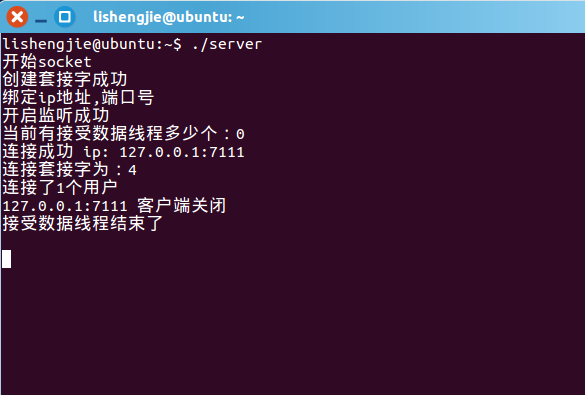 lishengjie@ubuntu: ~
lishengjie@ubuntu:~$ ./server
开始socket
创建套接字成功
绑定ip地址,端口号
开启监听成功
当前有接受数据线程多少个：0
连接成功 ip: 127.0.0.1:7111
连接套接字为：4
连接了1个用户
127.0.0.1:7111 客户端关闭
接受数据线程结束了